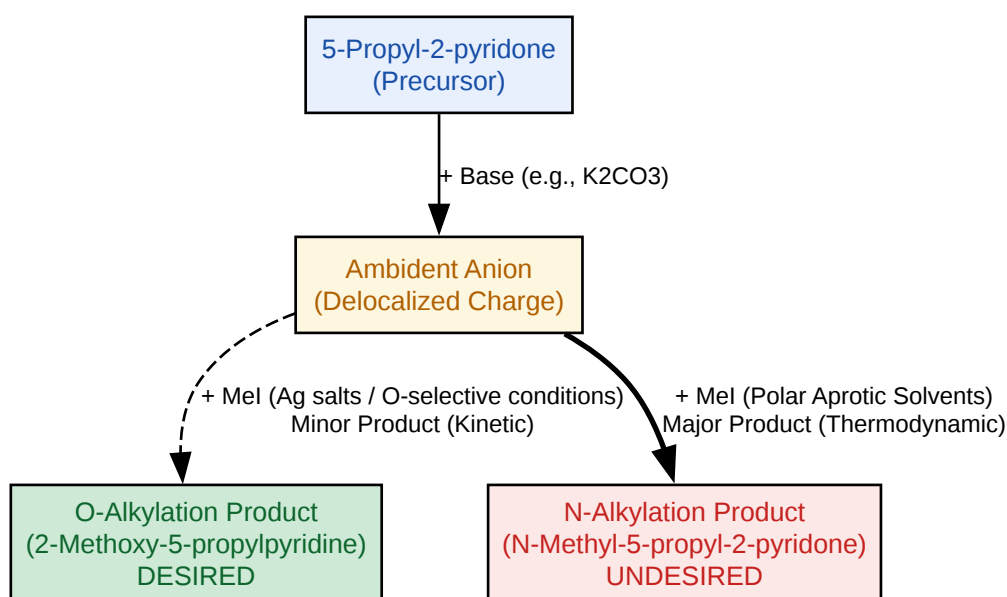 5-Propyl-2-pyridone
(Precursor)
+ Base (e.g., K2CO3)
Ambident Anion
(Delocalized Charge)
+ MeI (Ag salts / O-selective conditions)
Minor Product (Kinetic)
+ MeI (Polar Aprotic Solvents)
Major Product (Thermodynamic)
O-Alkylation Product
(2-Methoxy-5-propylpyridine)
DESIRED
N-Alkylation Product
(N-Methyl-5-propyl-2-pyridone)
UNDESIRED